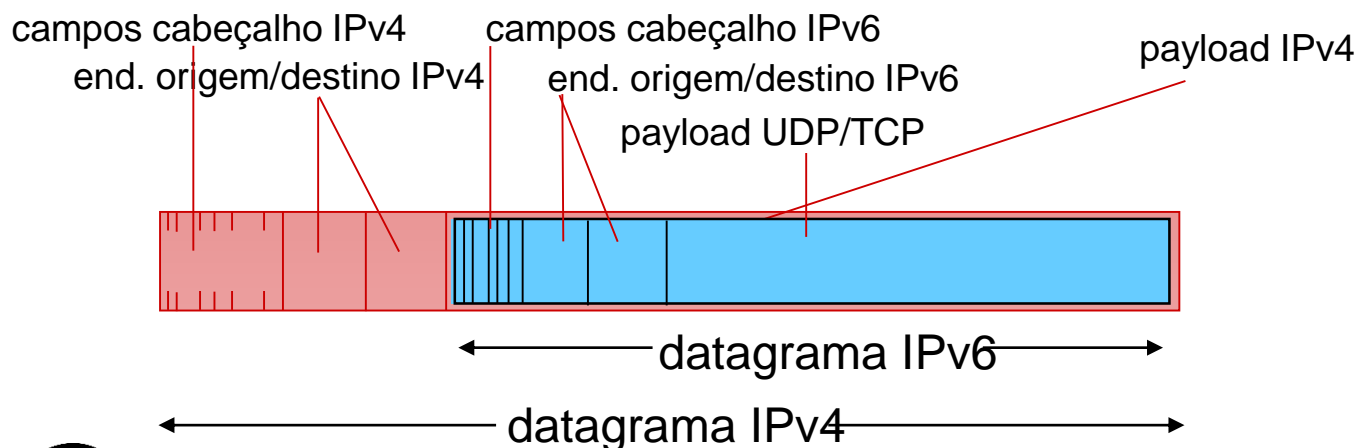 campos cabeçalho IPv4
campos cabeçalho IPv6
payload IPv4
end. origem/destino IPv4
end. origem/destino IPv6
payload UDP/TCP
datagrama IPv6
datagrama IPv4